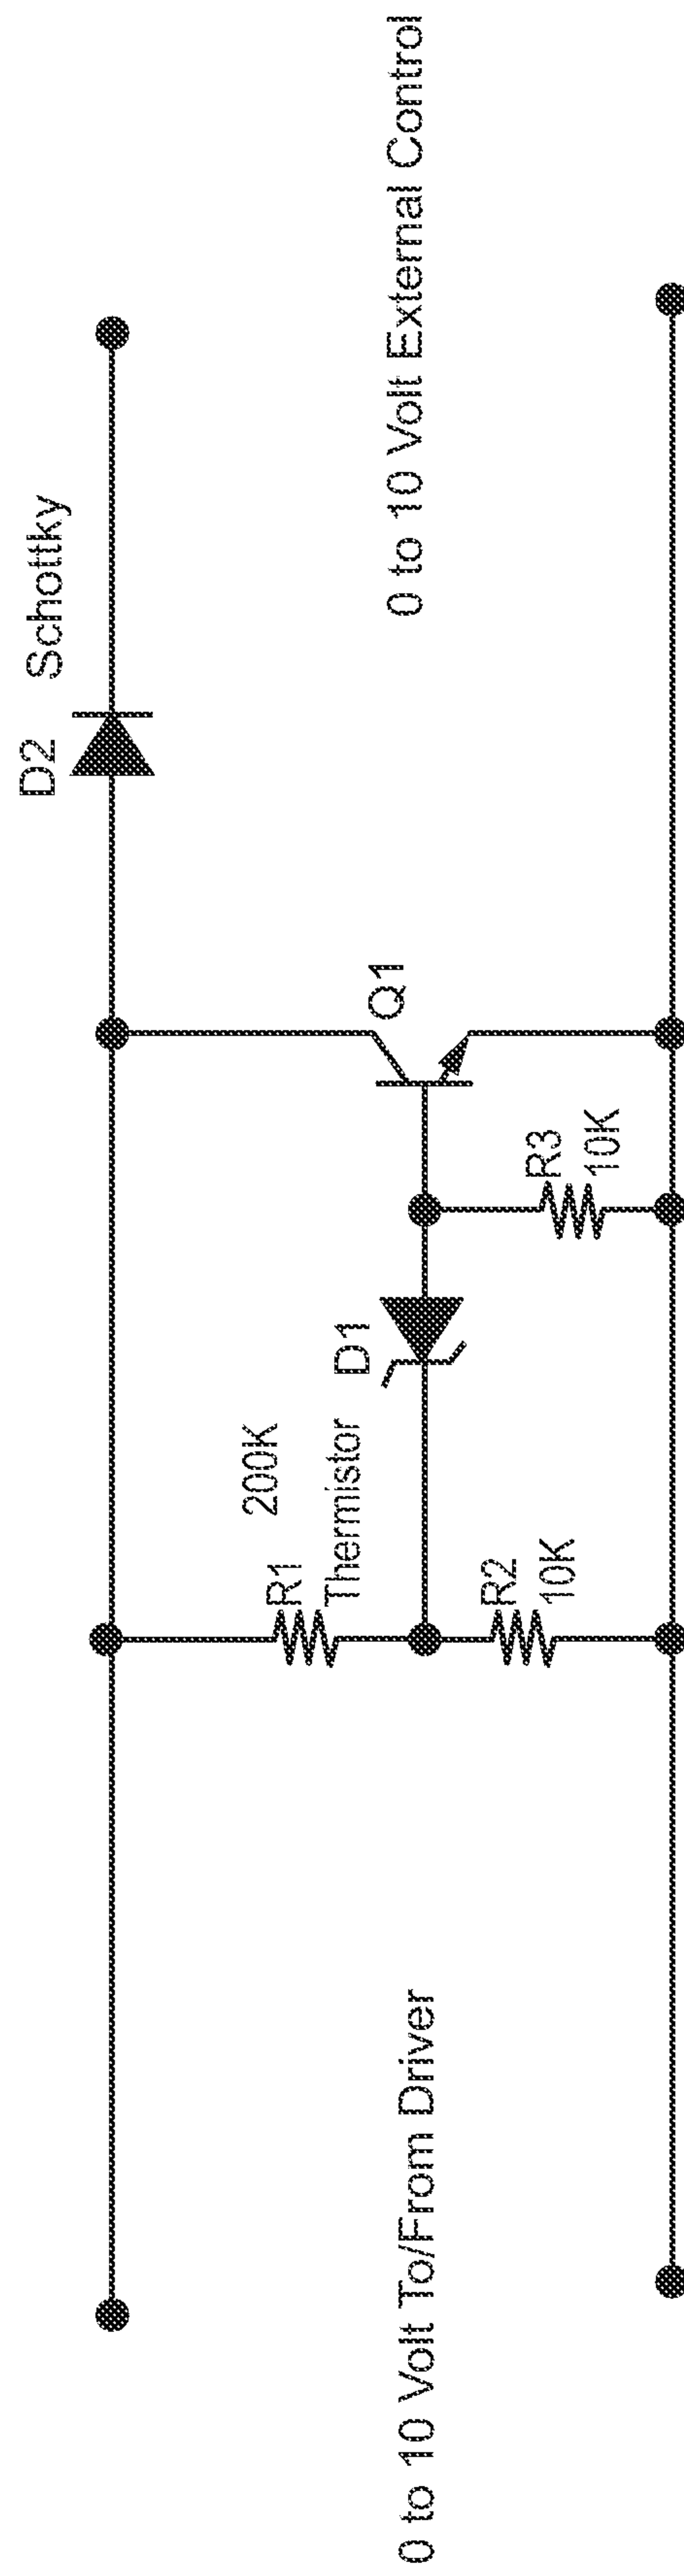 D2 Schottky
0 to 10 Volt External Control
Q1
R3
10K
D1
200K
R1
Thermistor
R2
10K
0 to 10 Volt To/From Driver